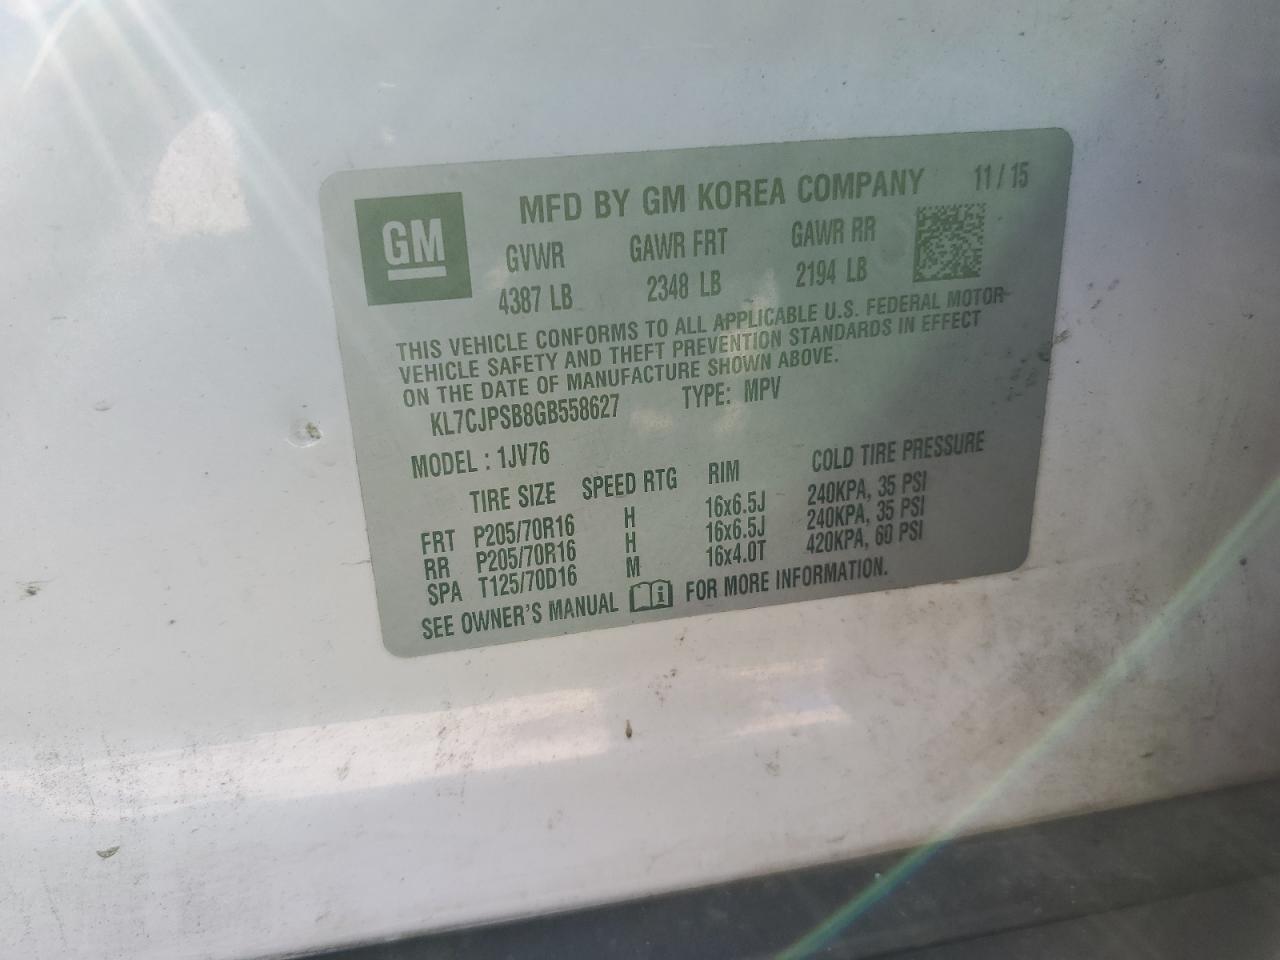 MFD BY GM KOREA COMPANY 11 / 15
GM
GVWR GAWR FRT GAWR RR
4387 LB 2348 LB 2194 LB
THIS VEHICLE CONFORMS TO ALL APPLICABLE U.S. FEDERAL MOTOR
VEHICLE SAFETY AND THEFT PREVENTION STANDARDS IN EFFECT
ON THE DATE OF MANUFACTURE SHOWN ABOVE.
KL7CJPSB8GB558627 TYPE: MPV
MODEL : 1JV76
TIRE SIZE SPEED RTG RIM COLD TIRE PRESSURE
FRT P205/70R16 H 16x6.5J 240KPA, 35 PSI
RR P205/70R16 H 16x6.5J 240KPA, 35 PSI
SPA T125/70D16 M 16x4.0T 420KPA, 60 PSI
SEE OWNER'S MANUAL FOR MORE INFORMATION.